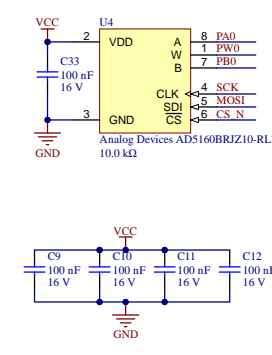 VCC
U4
2 VDD A 8 PA0
W 1 PW0
B 7 PB0
C33
100 nF
16 V
CLK 4 SCK
SDI 5 MOSI
3 GND CS 6 CS_N
GND
Analog Devices AD5160BRJZ10-RL
10.0 kΩ
VCC
C9 C10 C11 C12
100 nF 100 nF 100 nF 100 nF
16 V 16 V 16 V 16 V
GND